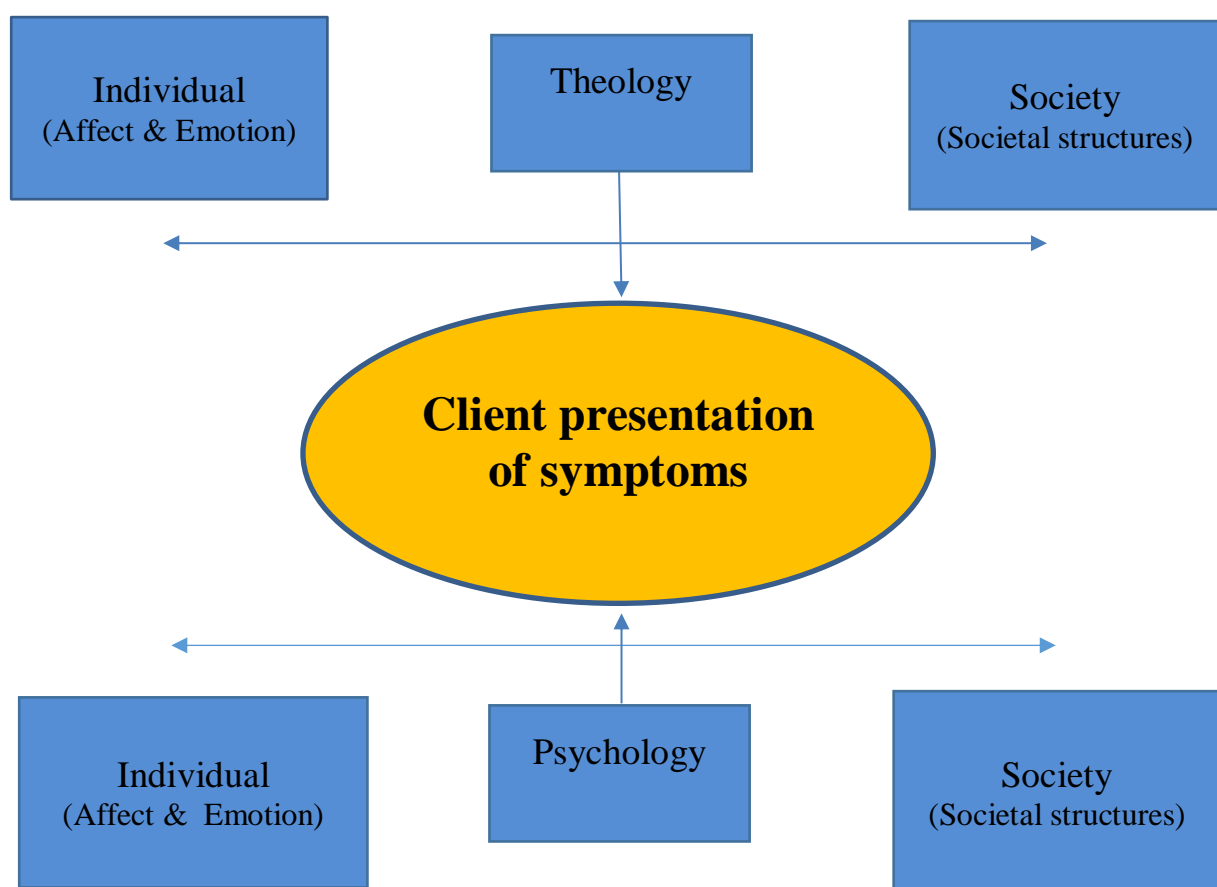 Individual
(Affect & Emotion)
Theology
Society
(Societal structures)
Client presentation
of symptoms
Individual
(Affect &  Emotion)
Psychology
Society
(Societal structures)